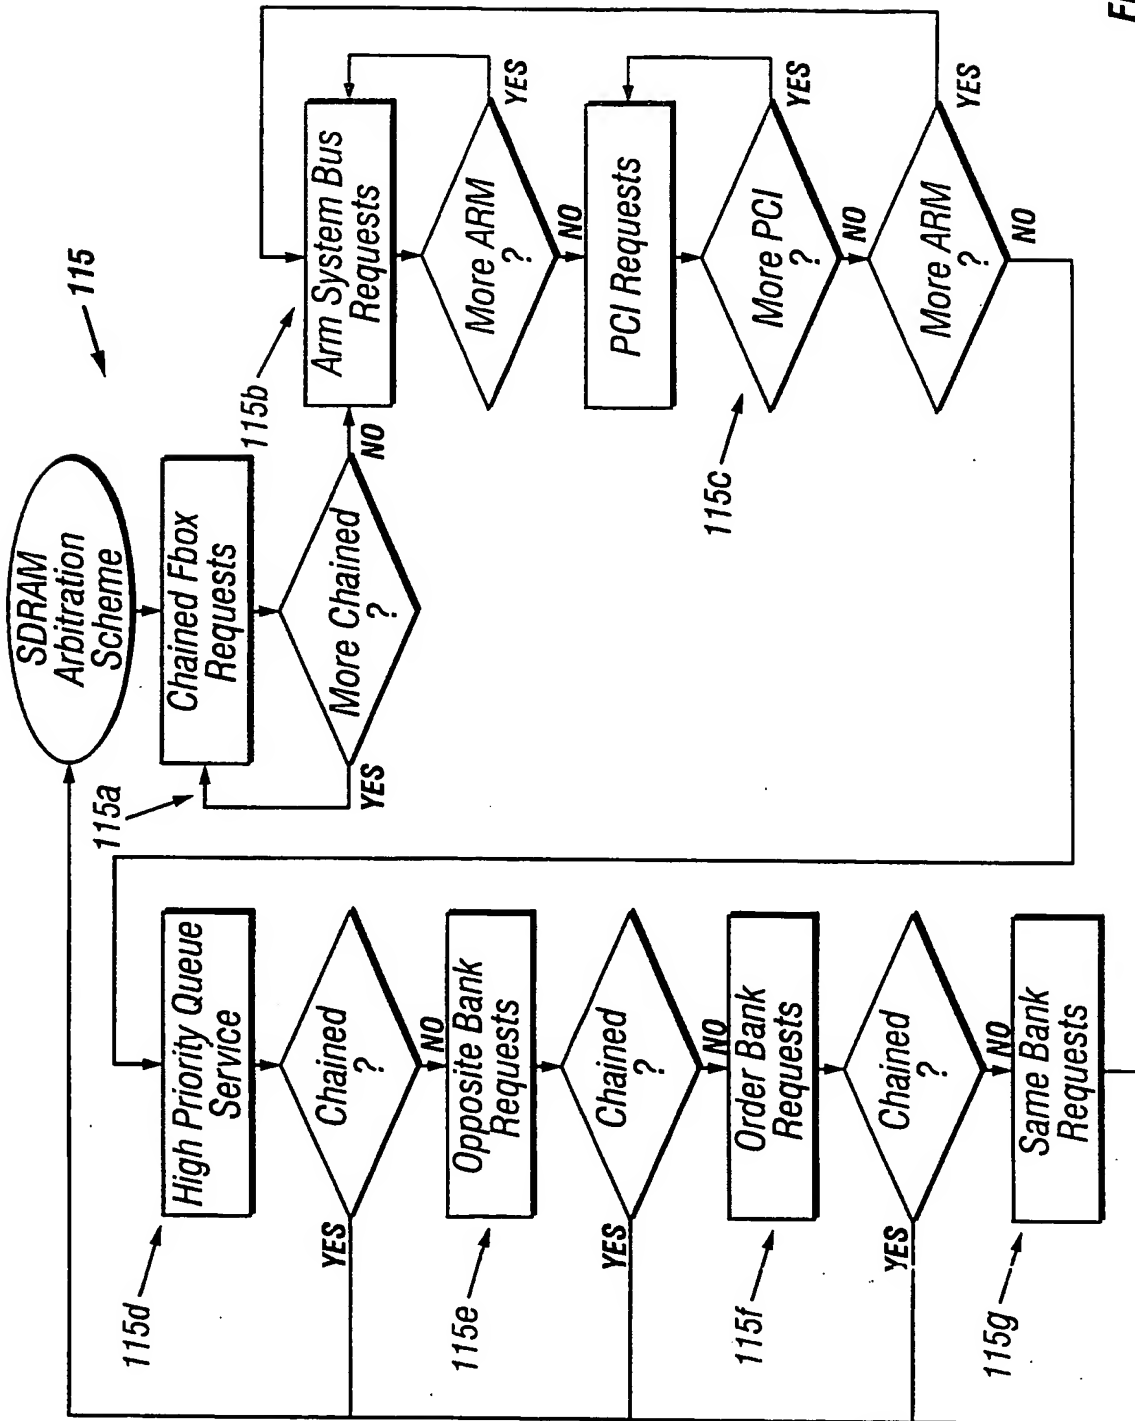 SDRAM
Arbitration
Scheme
115
115a
Chained Fbox
Requests
More Chained
?
YES
NO
115b
Arm System Bus
Requests
More ARM
?
YES
NO
PCI Requests
115c
More PCI
?
YES
NO
More ARM
?
YES
NO
115d
High Priority Queue
Service
Chained
?
YES
NO
115e
Opposite Bank
Requests
Chained
?
YES
NO
115f
Order Bank
Requests
Chained
?
YES
NO
115g
Same Bank
Requests